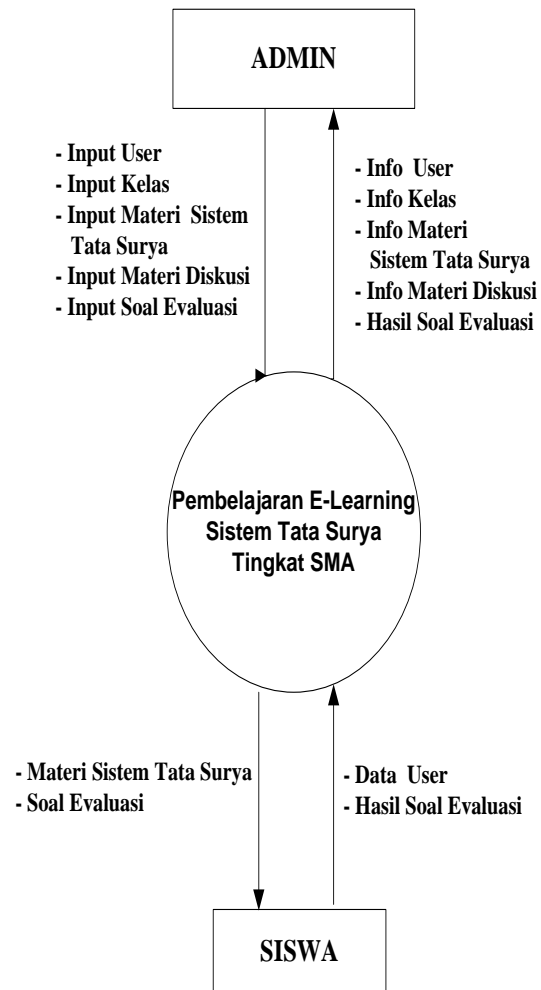 ADMIN
- Input User
- Input Kelas
- Input Materi Sistem
Tata Surya
- Input Materi Diskusi
- Input Soal Evaluasi
- Info User
- Info Kelas
- Info Materi
Sistem Tata Surya
- Info Materi Diskusi
- Hasil Soal Evaluasi
Pembelajaran E-Learning
Sistem Tata Surya
Tingkat SMA
- Materi Sistem Tata Surya
- Soal Evaluasi
- Data User
- Hasil Soal Evaluasi
SISWA